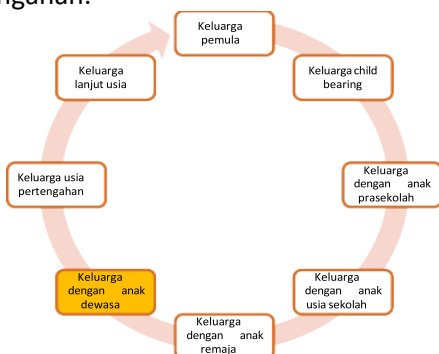 Keluarga
pemula
Keluarga child
bearing
Keluarga
dengan anak
prasekolah
Keluarga
dengan anak
usia sekolah
Keluarga
dengan anak
remaja
Keluarga
dengan anak
dewasa
Keluarga usia
pertengahan
Keluarga
lanjut usia